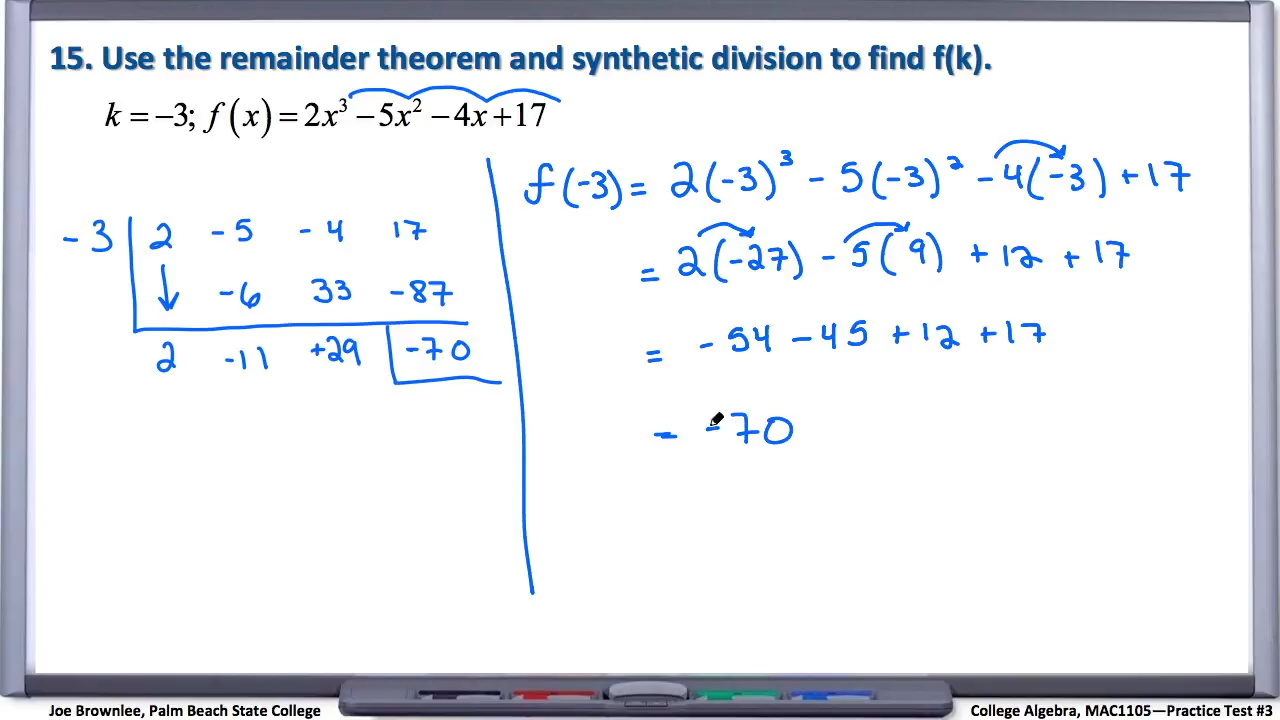 15. Use the remainder theorem and synthetic division to find f(k).
k = −3; f(x) = 2x³ − 5x² − 4x + 17
-3 | 2 -5 -4 17
-6 33 -87
2 -11 +29 -70
f(-3) = 2(-3)³ - 5(-3)² - 4(-3) + 17
= 2(-27) - 5(9) + 12 + 17
= -54 - 45 + 12 + 17
= -70
Joe Brownlee, Palm Beach State College
College Algebra, MAC1105—Practice Test #3